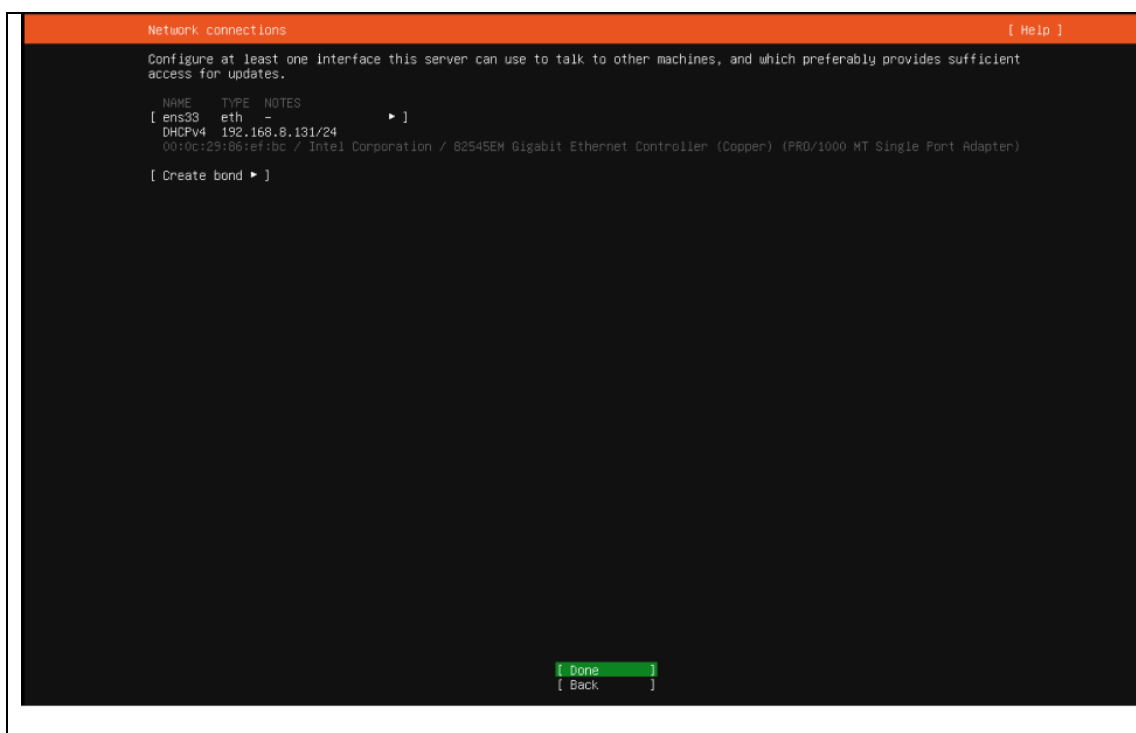 Network connections [ Help ]
Configure at least one interface this server can use to talk to other machines, and which preferably provides sufficient
access for updates.
NAME TYPE NOTES
[ ens33 eth - ▸ ]
DHCPv4 192.168.8.131/24
00:0c:29:86:ef:bc / Intel Corporation / 82545EM Gigabit Ethernet Controller (Copper) (PRO/1000 MT Single Port Adapter)
[ Create bond ▸ ]
[ Done ]
[ Back ]